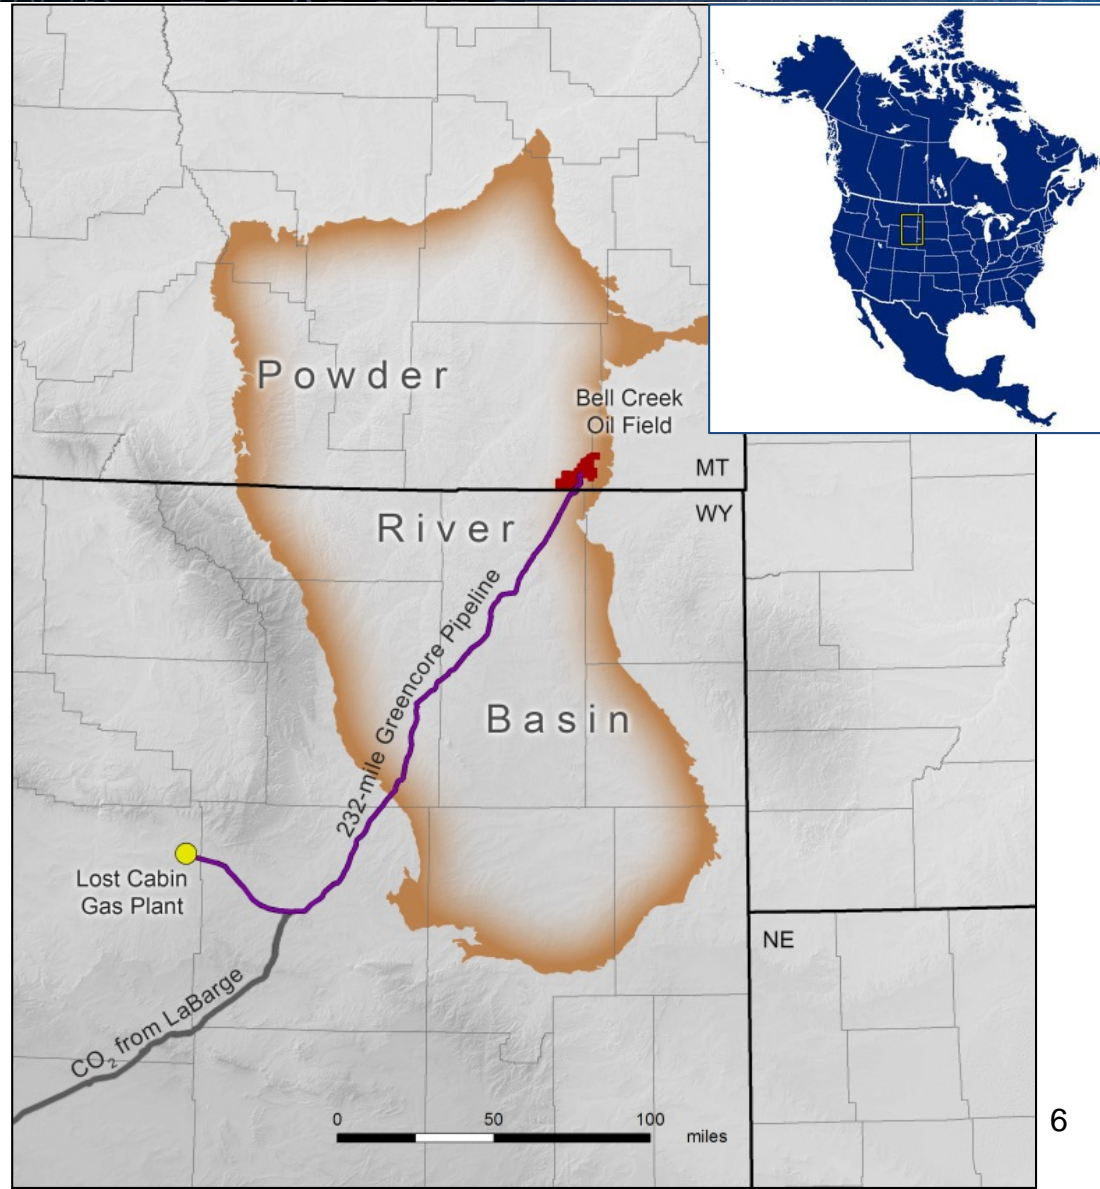 Powder
Bell Creek
Oil Field
MT
WY
River
232-mile Greencore Pipeline
Basin
Lost Cabin
Gas Plant
NE
CO₂ from LaBarge
0 50 100
miles
6